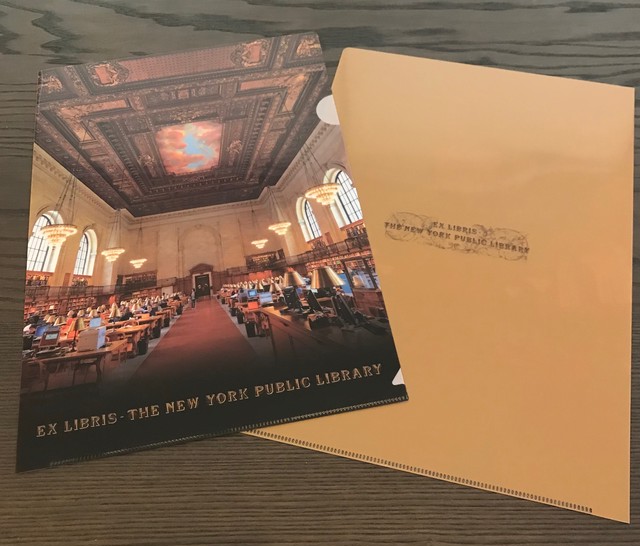 EX LIBRIS - THE NEW YORK PUBLIC LIBRARY
EX LIBRIS -
THE NEW YORK PUBLIC LIBRARY